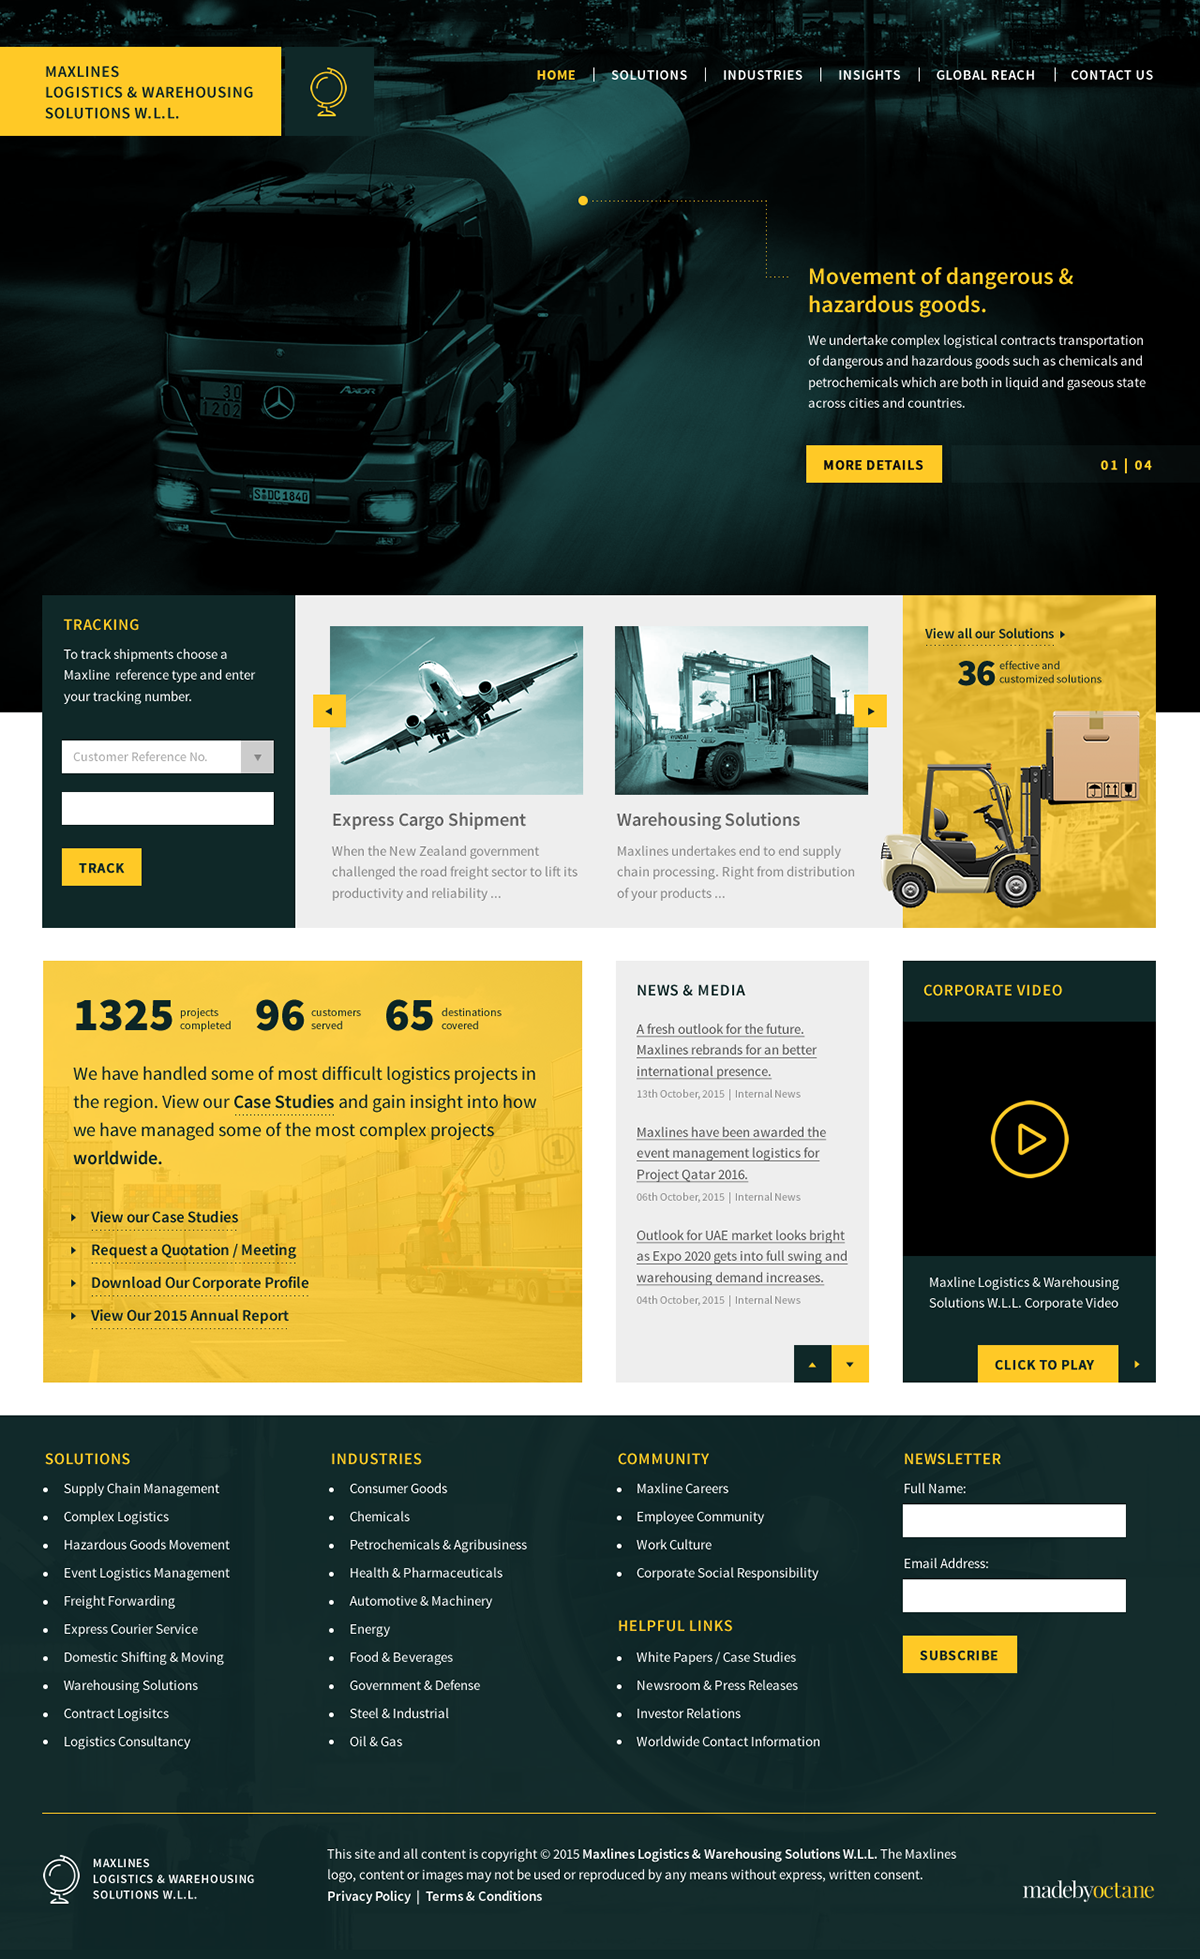 MAXLINES
LOGISTICS & WAREHOUSING
SOLUTIONS W.L.L.
HOME | SOLUTIONS | INDUSTRIES | INSIGHTS | GLOBAL REACH | CONTACT US
Movement of dangerous &
hazardous goods.
We undertake complex logistical contracts transportation
of dangerous and hazardous goods such as chemicals and
petrochemicals which are both in liquid and gaseous state
across cities and countries.
MORE DETAILS
01 | 04
30
1202
AXOR
S DC 1840
TRACKING
To track shipments choose a
Maxline reference type and enter
your tracking number.
Customer Reference No.
TRACK
Express Cargo Shipment
When the New Zealand government
challenged the road freight sector to lift its
productivity and reliability ...
Warehousing Solutions
Maxlines undertakes end to end supply
chain processing. Right from distribution
of your products ...
View all our Solutions
36 effective and
customized solutions
1325 projects
completed
96 customers
served
65 destinations
covered
We have handled some of most difficult logistics projects in
the region. View our Case Studies and gain insight into how
we have managed some of the most complex projects
worldwide.
View our Case Studies
Request a Quotation / Meeting
Download Our Corporate Profile
View Our 2015 Annual Report
NEWS & MEDIA
A fresh outlook for the future.
Maxlines rebrands for an better
international presence.
13th October, 2015 | Internal News
Maxlines have been awarded the
event management logistics for
Project Qatar 2016.
06th October, 2015 | Internal News
Outlook for UAE market looks bright
as Expo 2020 gets into full swing and
warehousing demand increases.
04th October, 2015 | Internal News
CORPORATE VIDEO
Maxline Logistics & Warehousing
Solutions W.L.L. Corporate Video
CLICK TO PLAY
SOLUTIONS
Supply Chain Management
Complex Logistics
Hazardous Goods Movement
Event Logistics Management
Freight Forwarding
Express Courier Service
Domestic Shifting & Moving
Warehousing Solutions
Contract Logisitcs
Logistics Consultancy
INDUSTRIES
Consumer Goods
Chemicals
Petrochemicals & Agribusiness
Health & Pharmaceuticals
Automotive & Machinery
Energy
Food & Beverages
Government & Defense
Steel & Industrial
Oil & Gas
COMMUNITY
Maxline Careers
Employee Community
Work Culture
Corporate Social Responsibility
HELPFUL LINKS
White Papers / Case Studies
Newsroom & Press Releases
Investor Relations
Worldwide Contact Information
NEWSLETTER
Full Name:
Email Address:
SUBSCRIBE
MAXLINES
LOGISTICS & WAREHOUSING
SOLUTIONS W.L.L.
This site and all content is copyright © 2015 Maxlines Logistics & Warehousing Solutions W.L.L. The Maxlines
logo, content or images may not be used or reproduced by any means without express, written consent.
Privacy Policy | Terms & Conditions
madebyoctane